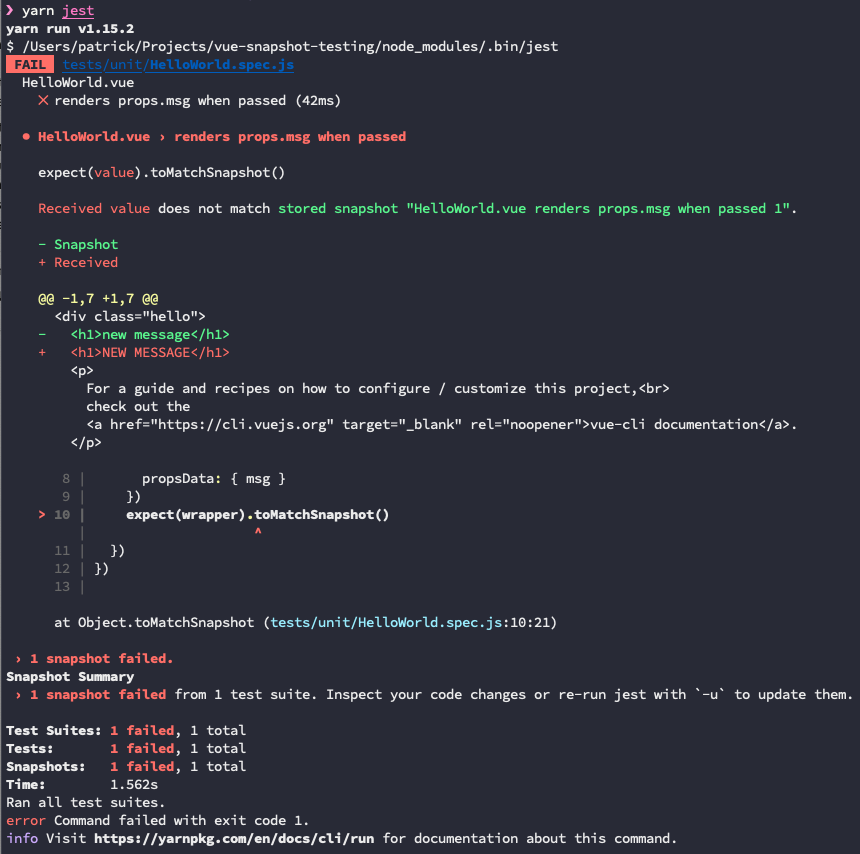 ❯ yarn jest
yarn run v1.15.2
$ /Users/patrick/Projects/vue-snapshot-testing/node_modules/.bin/jest
FAIL tests/unit/HelloWorld.spec.js
HelloWorld.vue
✕ renders props.msg when passed (42ms)
● HelloWorld.vue › renders props.msg when passed
expect(value).toMatchSnapshot()
Received value does not match stored snapshot "HelloWorld.vue renders props.msg when passed 1".
- Snapshot
+ Received
@@ -1,7 +1,7 @@
<div class="hello">
- <h1>new message</h1>
+ <h1>NEW MESSAGE</h1>
<p>
For a guide and recipes on how to configure / customize this project,<br>
check out the
<a href="https://cli.vuejs.org" target="_blank" rel="noopener">vue-cli documentation</a>.
</p>
8 | propsData: { msg }
9 | })
> 10 | expect(wrapper).toMatchSnapshot()
| ^
11 | })
12 | })
13 |
at Object.toMatchSnapshot (tests/unit/HelloWorld.spec.js:10:21)
› 1 snapshot failed.
Snapshot Summary
› 1 snapshot failed from 1 test suite. Inspect your code changes or re-run jest with `-u` to update them.
Test Suites: 1 failed, 1 total
Tests: 1 failed, 1 total
Snapshots: 1 failed, 1 total
Time: 1.562s
Ran all test suites.
error Command failed with exit code 1.
info Visit https://yarnpkg.com/en/docs/cli/run for documentation about this command.